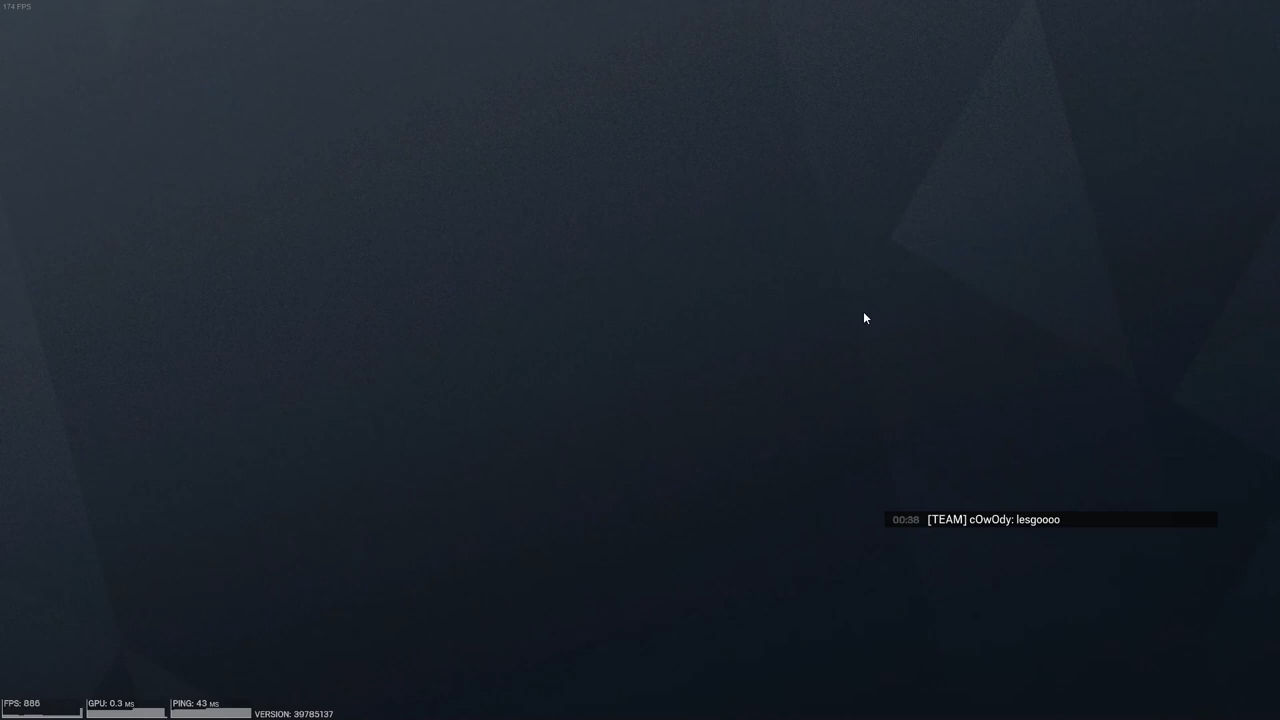 174 FPS
00:38 [TEAM] cOwOdy: lesgoooo
FPS: 886 GPU: 0.3 MS PING: 43 MS VERSION: 39785137